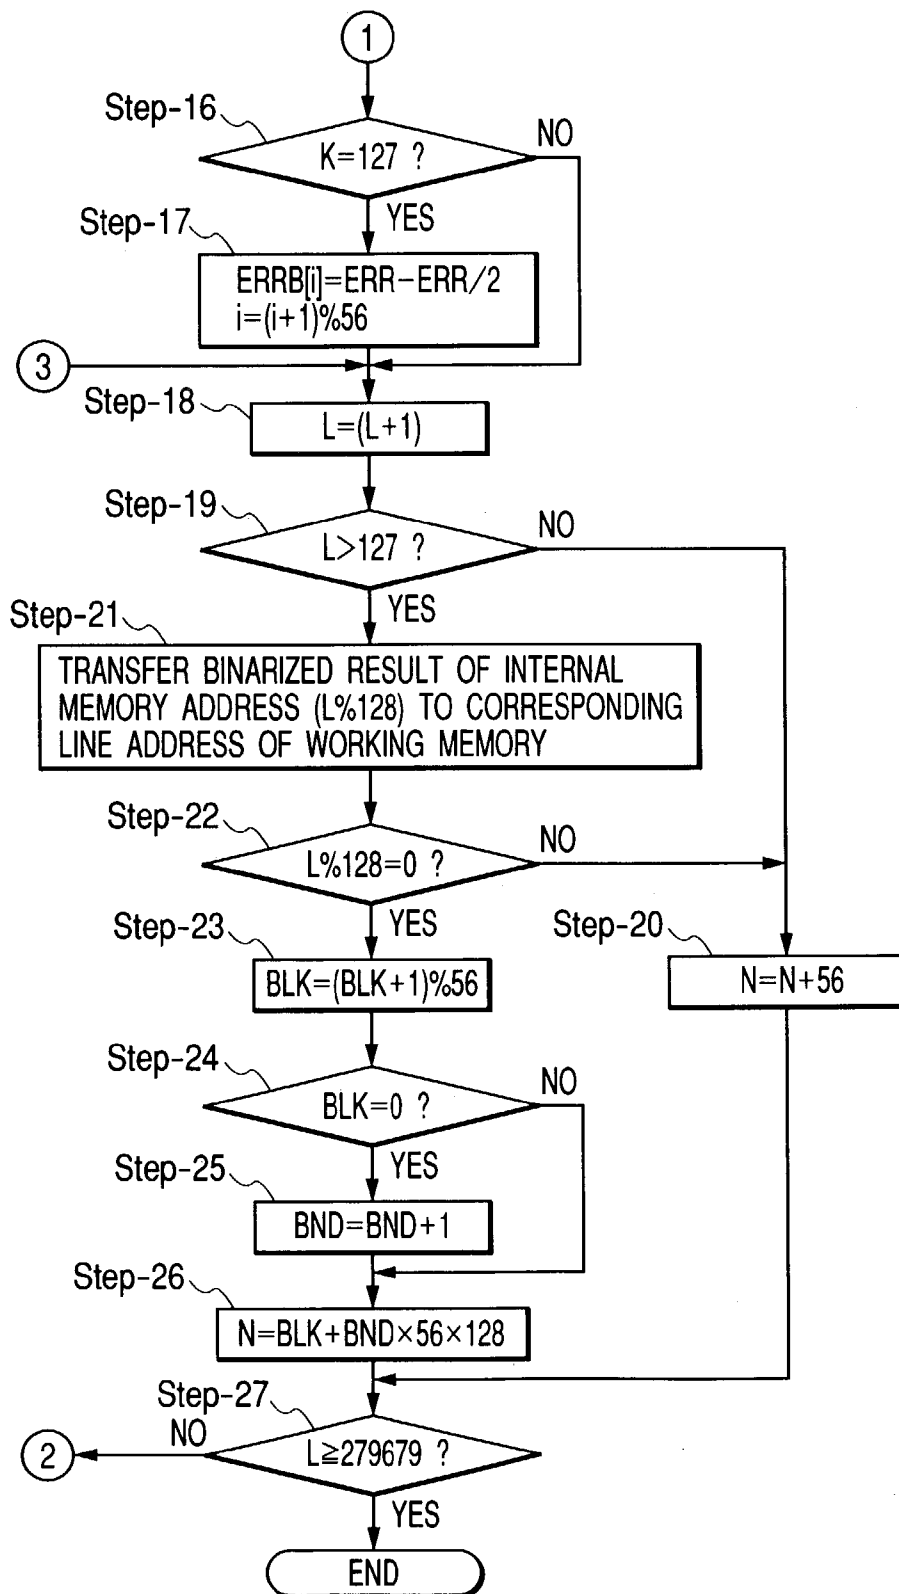 1
Step-16
K=127 ?
NO
YES
Step-17
ERRB[i]=ERR-ERR/2
i=(i+1)%56
3
Step-18
L=(L+1)
Step-19
L>127 ?
NO
YES
Step-21
TRANSFER BINARIZED RESULT OF INTERNAL
MEMORY ADDRESS (L%128) TO CORRESPONDING
LINE ADDRESS OF WORKING MEMORY
Step-22
L%128=0 ?
NO
YES
Step-23
BLK=(BLK+1)%56
Step-20
N=N+56
Step-24
BLK=0 ?
NO
YES
Step-25
BND=BND+1
Step-26
N=BLK+BND×56×128
Step-27
L≧279679 ?
NO
2
YES
END